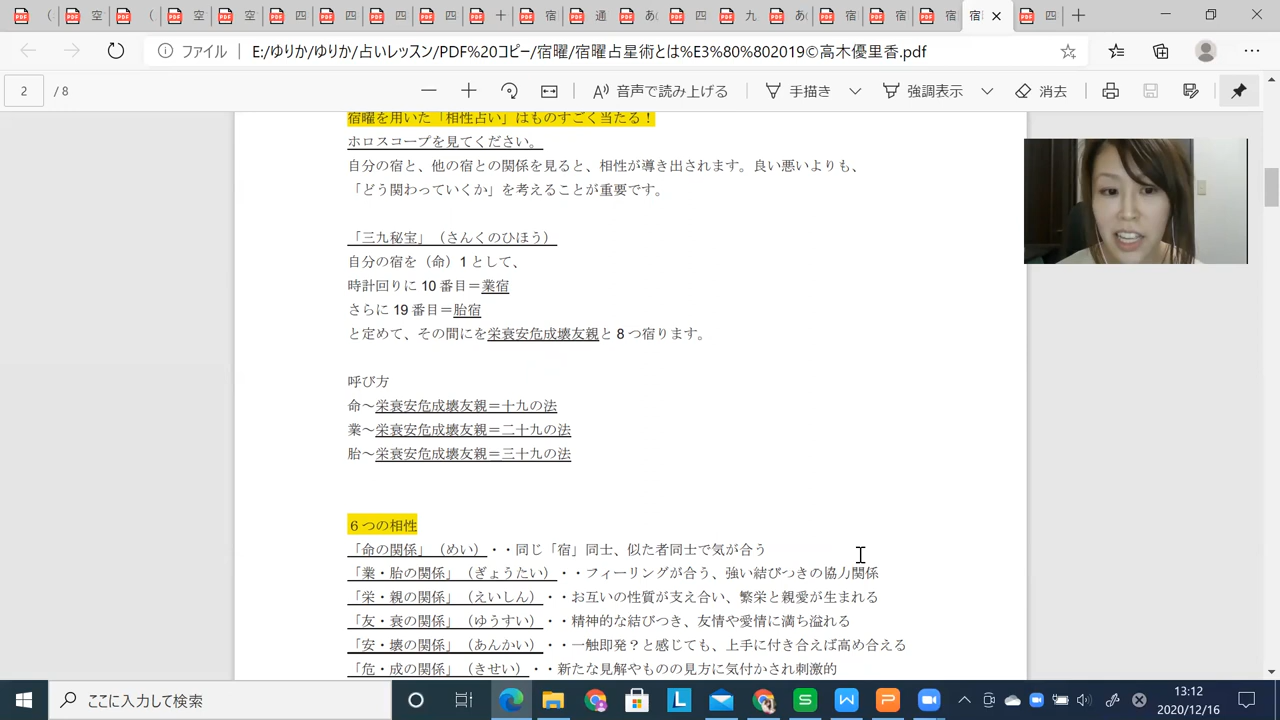 空
空
空
四
四
四
四
十
宿
通
あ
四
九
あ
宿
宿
宿
宿
四
ファイル
E:/ゆりか/ゆりか/占いレッスン/PDF%20コピー/宿曜/宿曜占星術とは%E3%80%802019©高木優里香.pdf
2 / 8
音声で読み上げる
手描き
強調表示
消去
宿曜を用いた「相性占い」はものすごく当たる！
ホロスコープを見てください。
自分の宿と、他の宿との関係を見ると、相性が導き出されます。良い悪いよりも、
「どう関わっていくか」を考えることが重要です。
「三九秘宝」（さんくのひほう）
自分の宿を（命）1 として、
時計回りに 10 番目＝業宿
さらに 19 番目＝胎宿
と定めて、その間にを栄衰安危成壊友親と 8 つ宿ります。
呼び方
命～栄衰安危成壊友親＝十九の法
業～栄衰安危成壊友親＝二十九の法
胎～栄衰安危成壊友親＝三十九の法
６つの相性
「命の関係」（めい）・・同じ「宿」同士、似た者同士で気が合う
「業・胎の関係」（ぎょうたい）・・フィーリングが合う、強い結びつきの協力関係
「栄・親の関係」（えいしん）・・お互いの性質が支え合い、繁栄と親愛が生まれる
「友・衰の関係」（ゆうすい）・・精神的な結びつき、友情や愛情に満ち溢れる
「安・壊の関係」（あんかい）・・一触即発？と感じても、上手に付き合えば高め合える
「危・成の関係」（きせい）・・新たな見解やものの見方に気付かされ刺激的
ここに入力して検索
13:12
2020/12/16